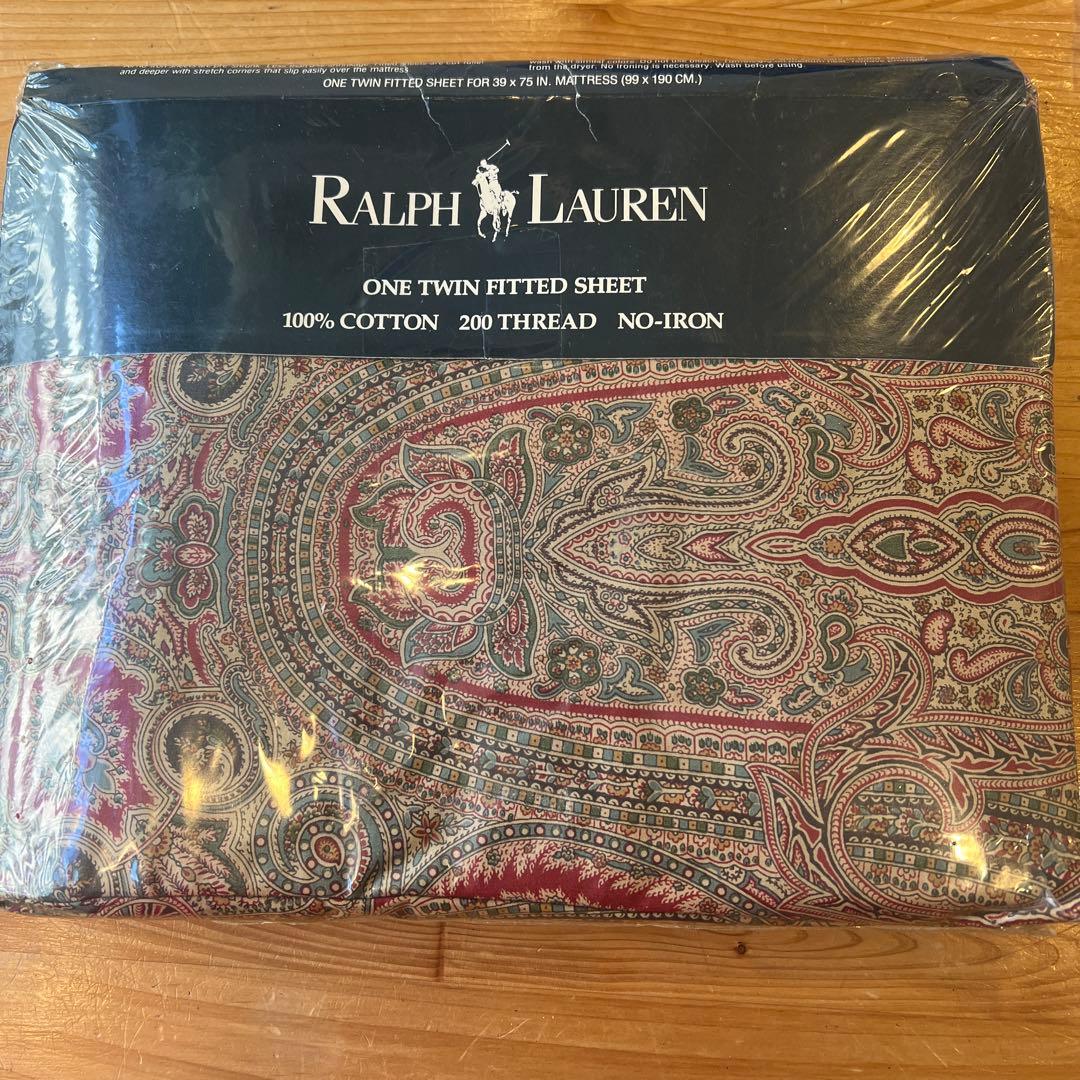 and deeper with stretch corners that slip easily over the mattress
from the dryer. No ironing is necessary. Wash before using.
ONE TWIN FITTED SHEET FOR 39 x 75 IN. MATTRESS (99 x 190 CM.)
RALPH LAUREN
ONE TWIN FITTED SHEET
100% COTTON 200 THREAD NO-IRON